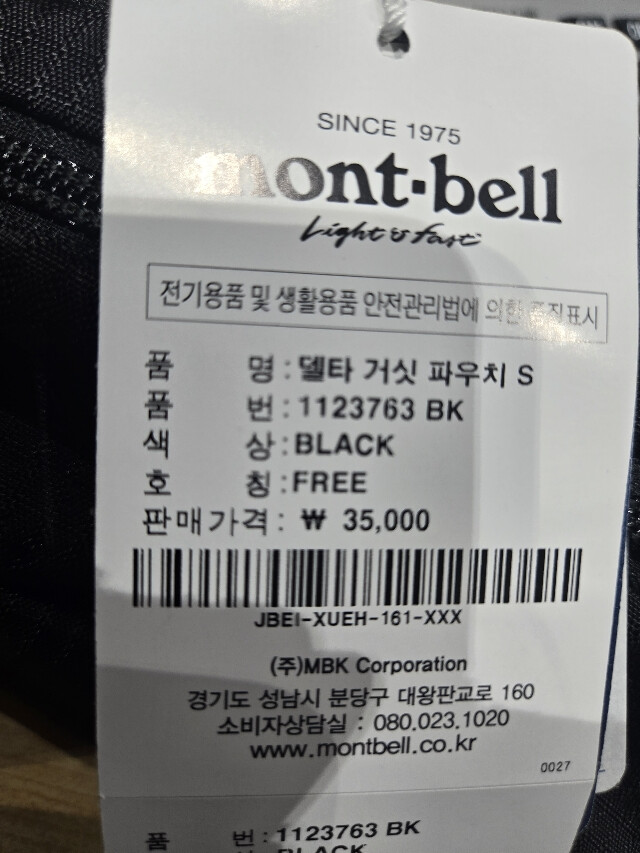 SINCE 1975
mont-bell
Light & Fast
전기용품 및 생활용품 안전관리법에 의한 품질표시
품 명 : 델타 거싯 파우치 S
품 번 : 1123763 BK
색 상 : BLACK
호 칭 : FREE
판매가격 : ₩ 35,000
JBEI-XUEH-161-XXX
(주)MBK Corporation
경기도 성남시 분당구 대왕판교로 160
소비자상담실 : 080.023.1020
www.montbell.co.kr
0027
품 번 : 1123763 BK
BLACK